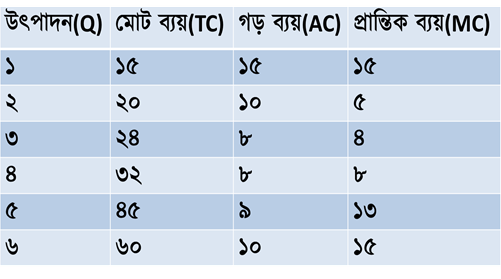 উৎপাদন(Q) মোট ব্যয়(TC) গড় ব্যয়(AC) প্রান্তিক ব্যয়(MC)
১ ১৫ ১৫ ১৫
২ ২০ ১০ ৫
৩ ২৪ ৮ ৪
৪ ৩২ ৮ ৮
৫ ৪৫ ৯ ১৩
৬ ৬০ ১০ ১৫